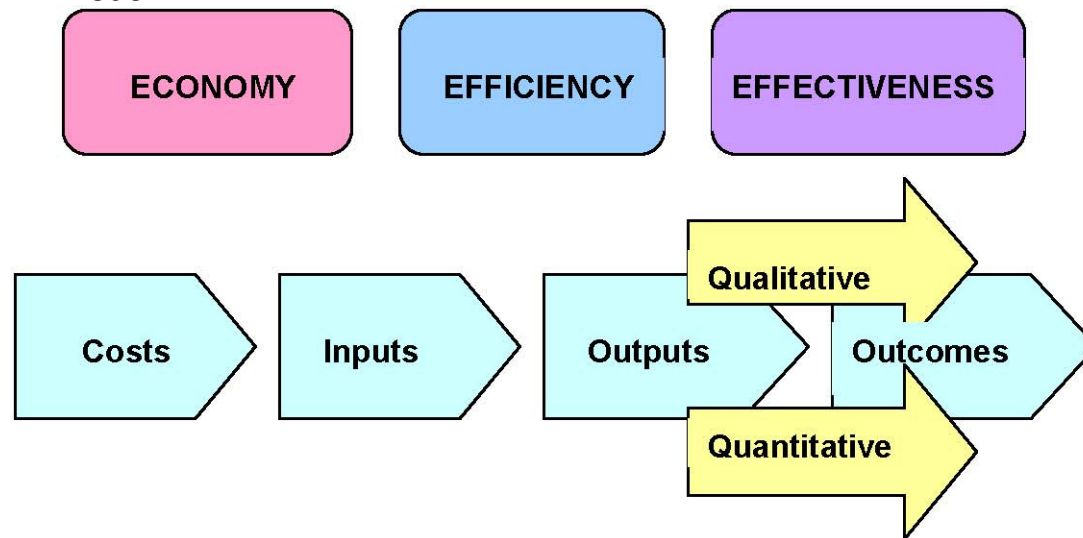 ECONOMY
EFFICIENCY
EFFECTIVENESS
Qualitative
Costs
Inputs
Outputs
Outcomes
Quantitative